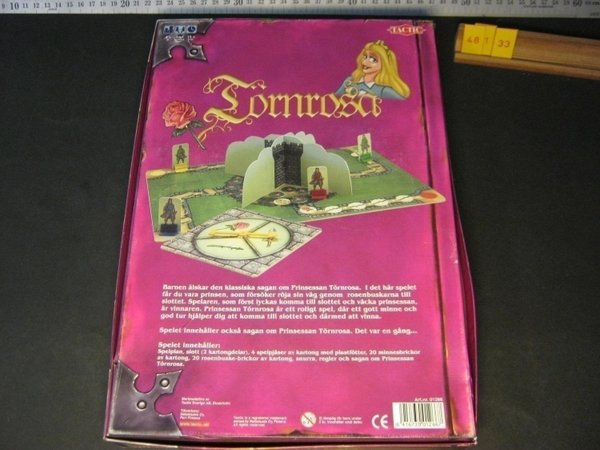 TACTIC
48 1 33
Törnrosa
Barnen älskar den klassiska sagan om Prinsessan Törnrosa. I det här spelet
får du vara prinsen, som försöker röja sin väg genom rosenbuskarna till
slottet. Spelaren, som först lyckas komma till slottet och väcka prinsessan,
är vinnaren. Prinsessan Törnrosa är ett roligt spel, där ett gott minne och
god tur hjälper dig att komma till slottet och därmed att vinna.
Spelet innehåller också sagan om Prinsessan Törnrosa. Det var en gång...
Spelet innehåller:
Spelplan, slott (2 kartongdelar), 4 spelpjäser av kartong med plastfötter, 20 minnesbrickor
av kartong, 20 rosenbuske-brickor av kartong, snurra, regler och sagan om Prinsessan
Törnrosa.
Art.nr. 01266
CE